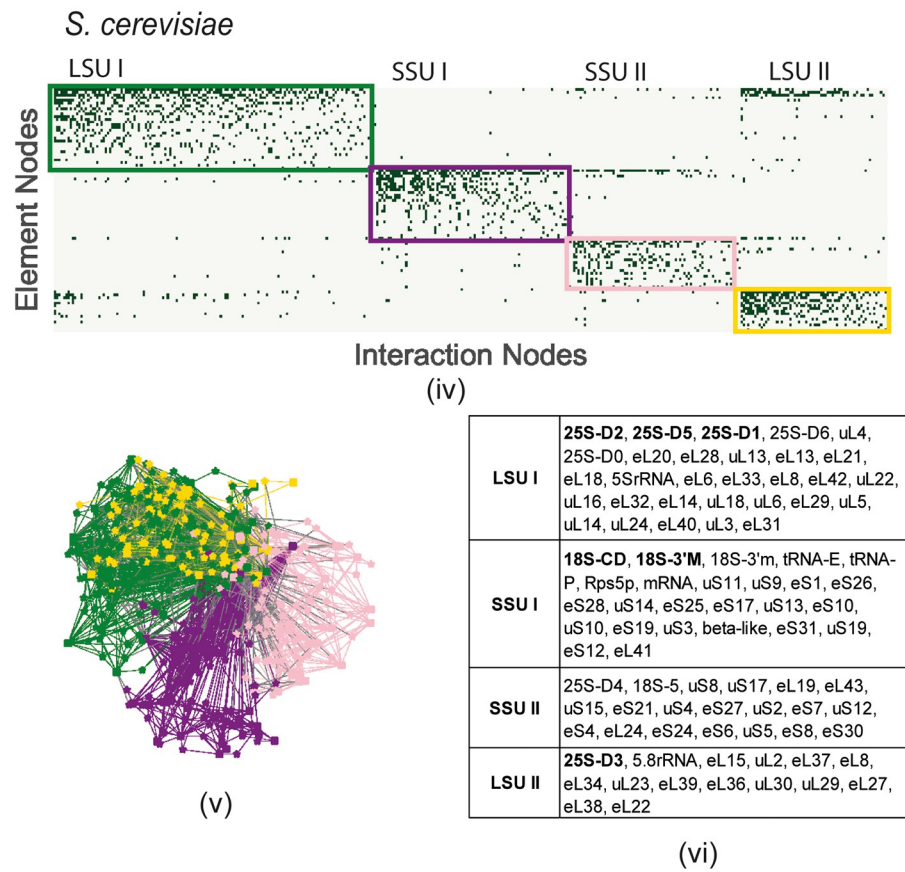 S. cerevisiae
LSU I
SSU I
SSU II
LSU II
Element Nodes
Interaction Nodes
(iv)
(v)
LSU I
25S-D2, 25S-D5, 25S-D1, 25S-D6, uL4,
25S-D0, eL20, eL28, uL13, eL13, eL21,
eL18, 5SrRNA, eL6, eL33, eL8, eL42, uL22,
uL16, eL32, eL14, uL18, uL6, eL29, uL5,
uL14, uL24, eL40, uL3, eL31
SSU I
18S-CD, 18S-3'M, 18S-3'm, tRNA-E, tRNA-
P, Rps5p, mRNA, uS11, uS9, eS1, eS26,
eS28, uS14, eS25, eS17, uS13, eS10,
uS10, eS19, uS3, beta-like, eS31, uS19,
eS12, eL41
SSU II
25S-D4, 18S-5, uS8, uS17, eL19, eL43,
uS15, eS21, uS4, eS27, uS2, eS7, uS12,
eS4, eL24, eS24, eS6, uS5, eS8, eS30
LSU II
25S-D3, 5.8rRNA, eL15, uL2, eL37, eL8,
eL34, uL23, eL39, eL36, uL30, uL29, eL27,
eL38, eL22
(vi)